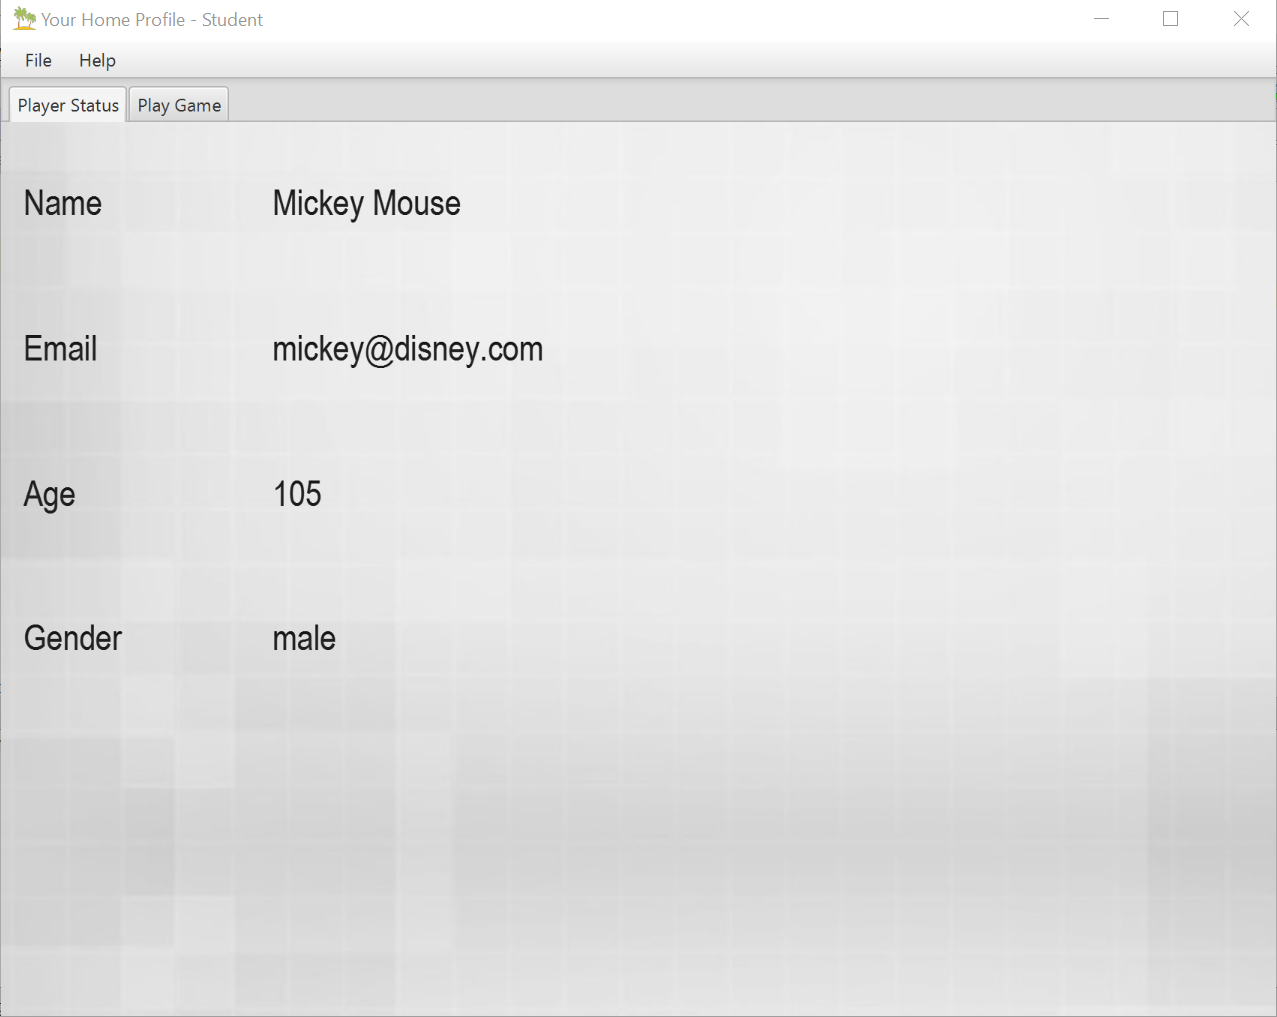 Your Home Profile - Student
File Help
Player Status Play Game
Name Mickey Mouse
Email mickey@disney.com
Age 105
Gender male